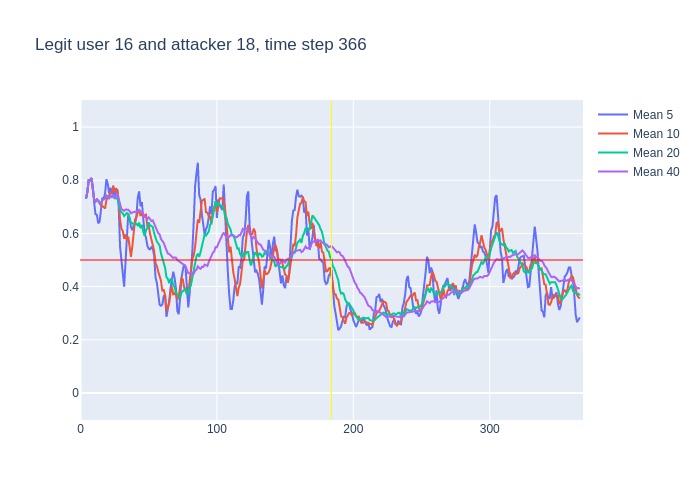 Legit user 16 and attacker 18, time step 366
Mean 5
Mean 10
Mean 20
Mean 40
1
0.8
0.6
0.4
0.2
0
0 100 200 300